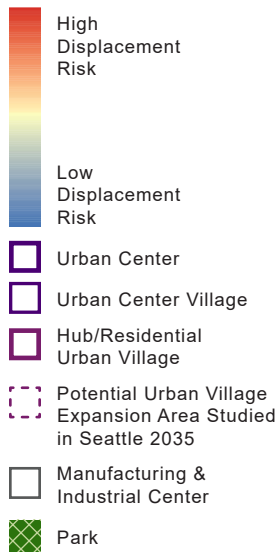 High
Displacement
Risk
Low
Displacement
Risk
Urban Center
Urban Center Village
Hub/Residential
Urban Village
Potential Urban Village
Expansion Area Studied
in Seattle 2035
Manufacturing &
Industrial Center
Park